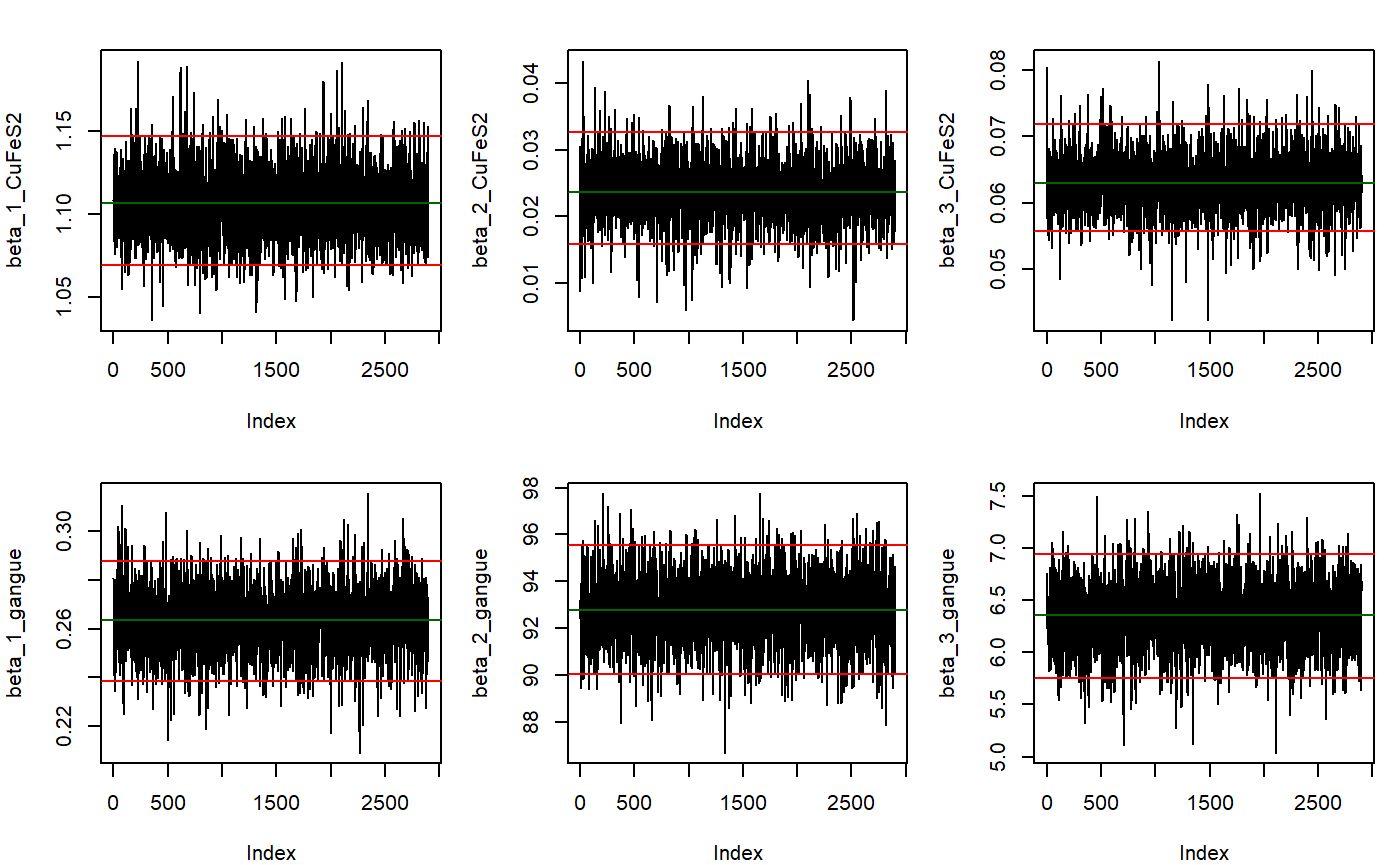 beta_1_CuFeS2
1.05 1.10 1.15
0 500 1500 2500
Index
beta_2_CuFeS2
0.01 0.02 0.03 0.04
0 500 1500 2500
Index
beta_3_CuFeS2
0.05 0.06 0.07 0.08
0 500 1500 2500
Index
beta_1_gangue
0.22 0.26 0.30
0 500 1500 2500
Index
beta_2_gangue
88 90 92 94 96 98
0 500 1500 2500
Index
beta_3_gangue
5.0 5.5 6.0 6.5 7.0 7.5
0 500 1500 2500
Index